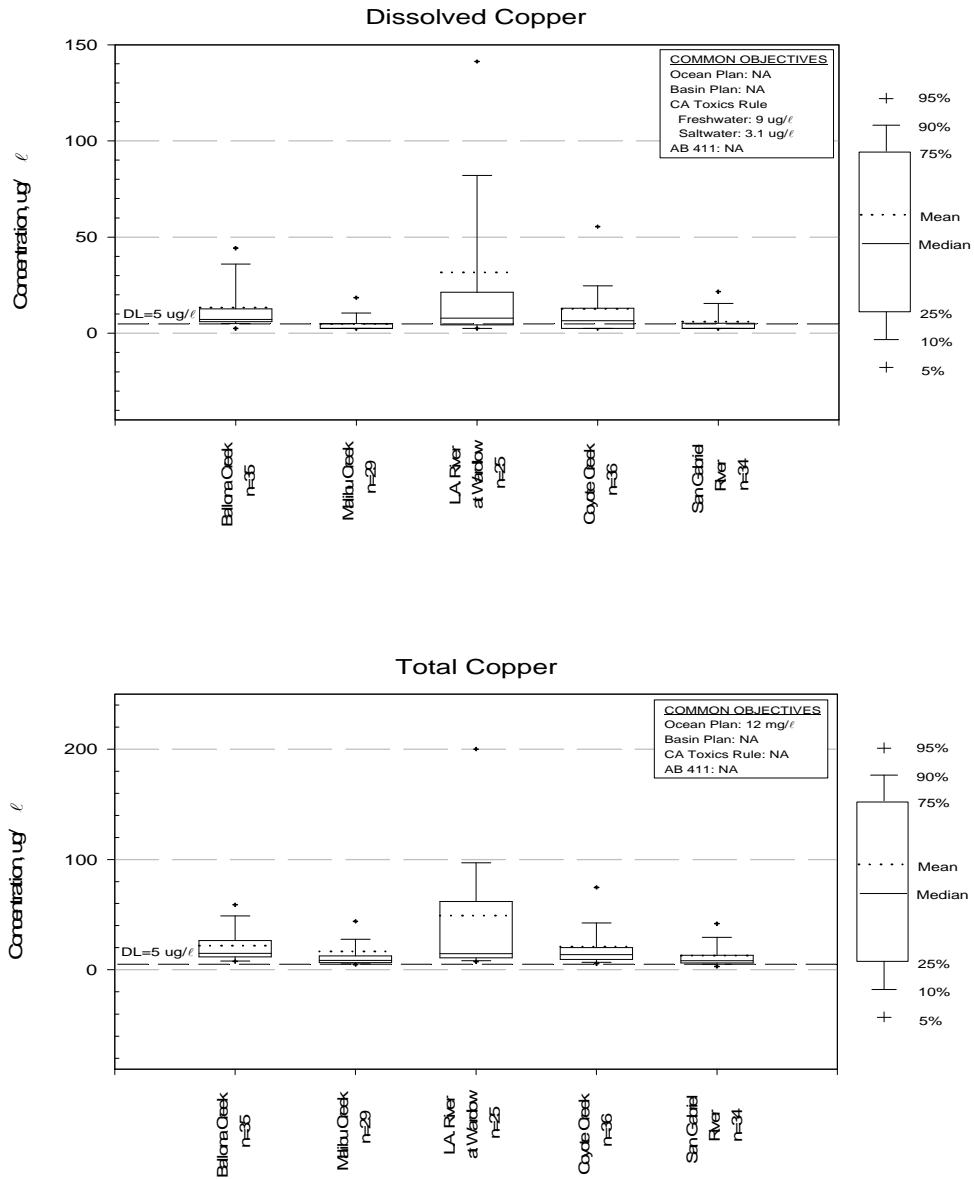 Dissolved Copper
150
100
50
0
Concentration, ug/ ℓ
DL=5 ug/ℓ
COMMON OBJECTIVES
Ocean Plan: NA
Basin Plan: NA
CA Toxics Rule
Freshwater: 9 ug/ℓ
Saltwater: 3.1 ug/ℓ
AB 411: NA
95%
90%
75%
Mean
Median
25%
10%
5%
Ballona Creek
n=35
Malibu Creek
n=29
L.A. River
at Wardlow
n=25
Coyote Creek
n=36
San Gabriel
River
n=34
Total Copper
200
100
0
Concentration, ug/ ℓ
DL=5 ug/ℓ
COMMON OBJECTIVES
Ocean Plan: 12 mg/ℓ
Basin Plan: NA
CA Toxics Rule: NA
AB 411: NA
95%
90%
75%
Mean
Median
25%
10%
5%
Ballona Creek
n=35
Malibu Creek
n=29
L.A. River
at Wardlow
n=25
Coyote Creek
n=36
San Gabriel
River
n=34